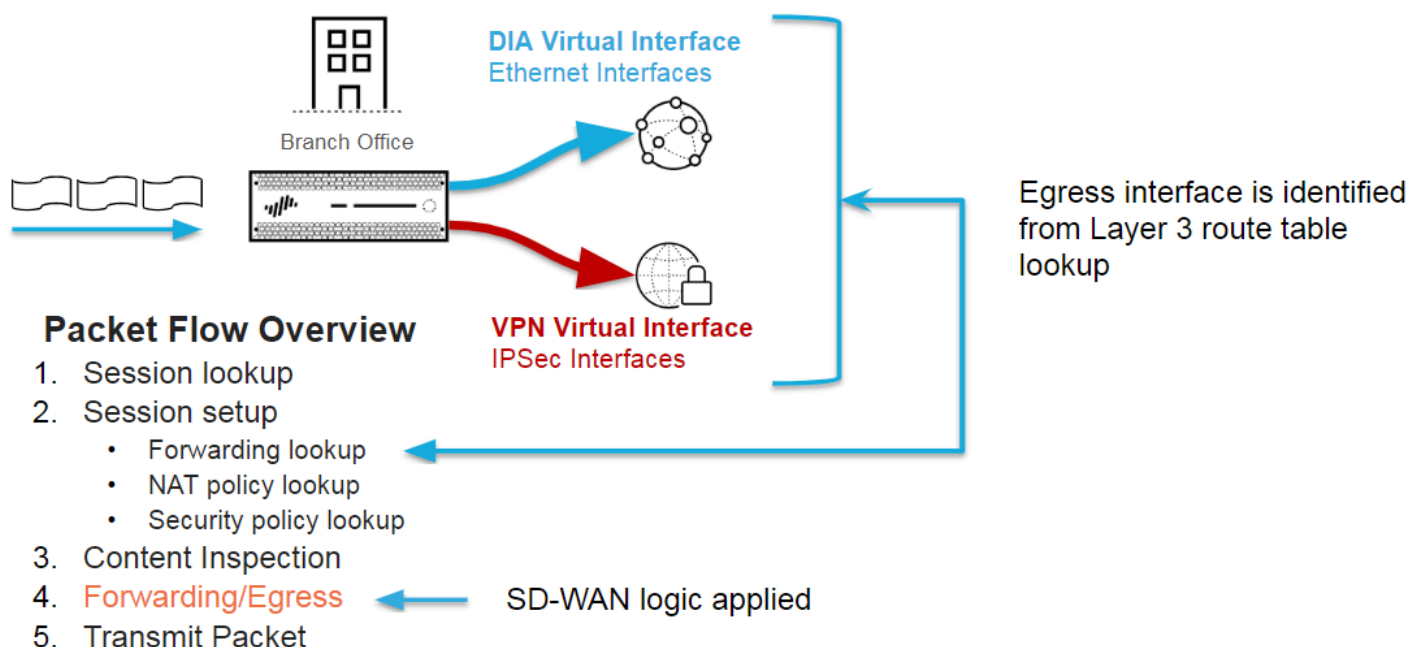 DIA Virtual Interface
Ethernet Interfaces
Branch Office
Egress interface is identified
from Layer 3 route table
lookup
VPN Virtual Interface
IPSec Interfaces
Packet Flow Overview
1. Session lookup
2. Session setup
• Forwarding lookup
• NAT policy lookup
• Security policy lookup
3. Content Inspection
4. Forwarding/Egress
SD-WAN logic applied
5. Transmit Packet